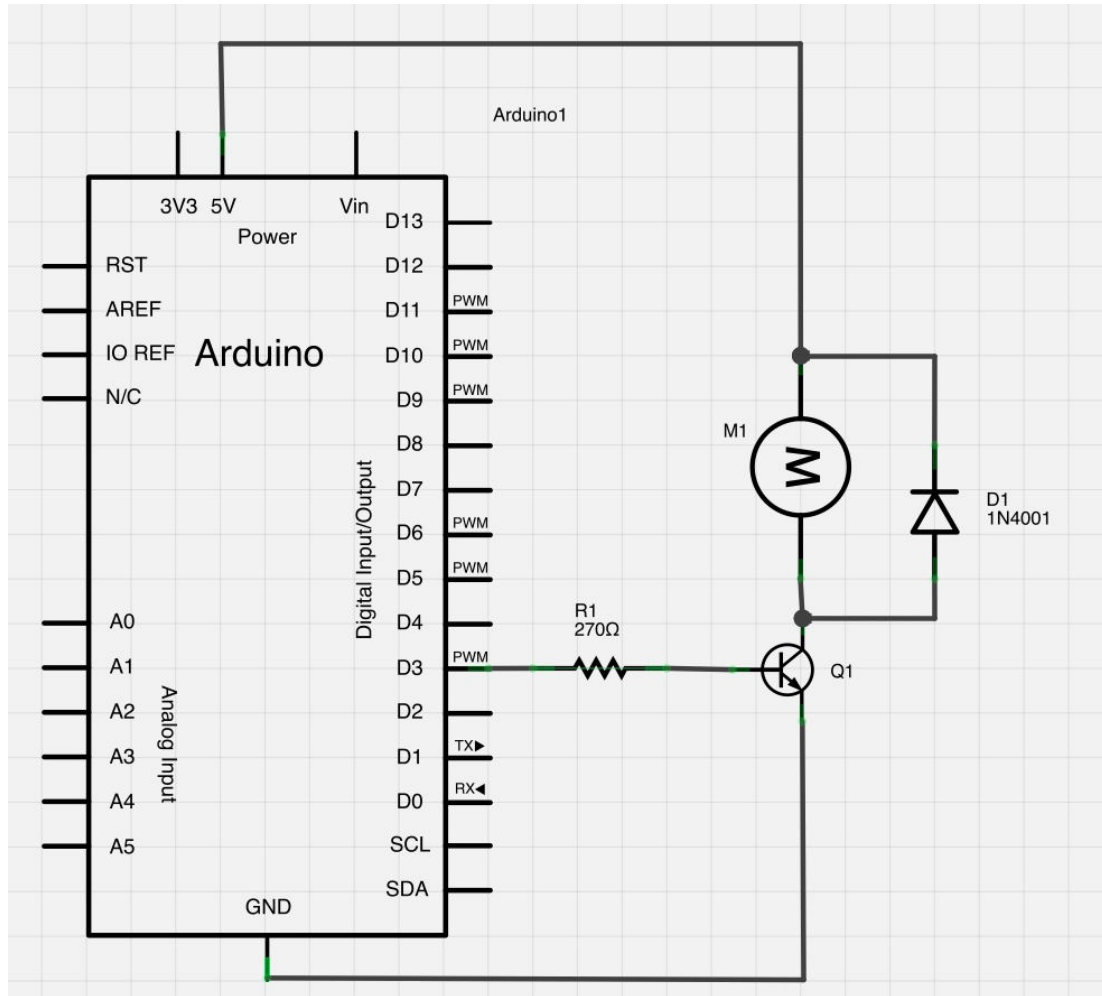 Arduino1
3V3 5V Vin
Power
D13
RST D12
AREF D11 PWM
IO REF Arduino D10 PWM
N/C D9 PWM
D8
M1
D7
D6 PWM
D5 PWM
Digital Input/Output
M
D1
1N4001
A0 D4
R1
270Ω
A1 D3 PWM
Q1
A2 D2
A3 D1 TX▶
A4 D0 RX◀
A5 SCL
Analog Input
SDA
GND